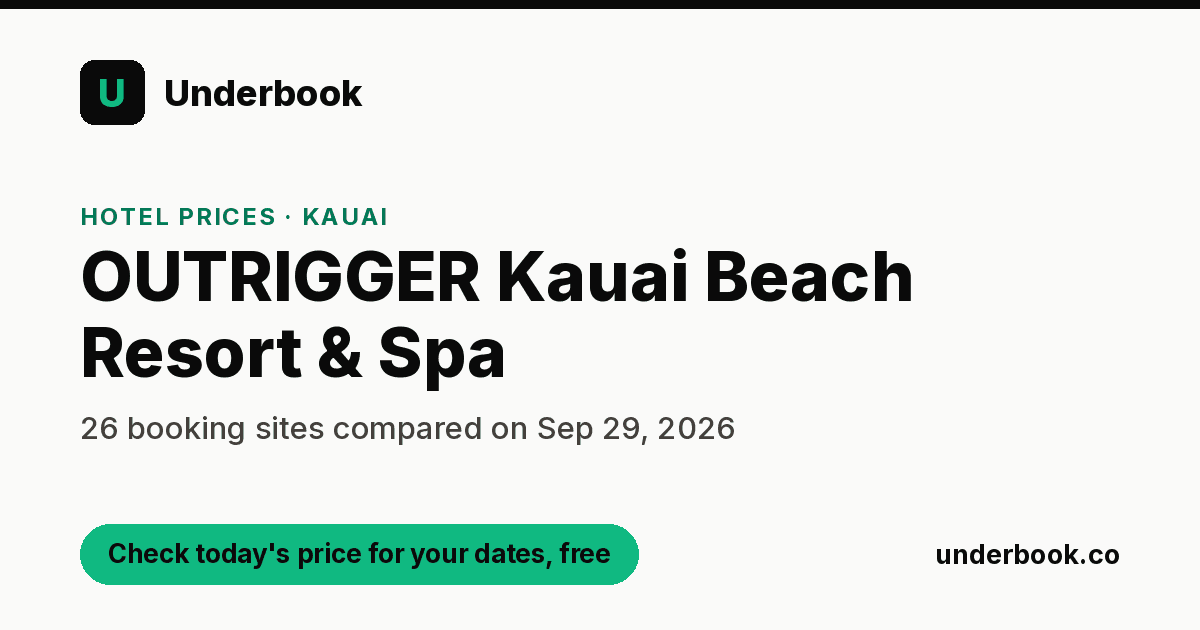 U
Underbook
HOTEL PRICES · KAUAI
OUTRIGGER Kauai Beach
Resort & Spa
26 booking sites compared on Sep 29, 2026
Check today's price for your dates, free
underbook.co